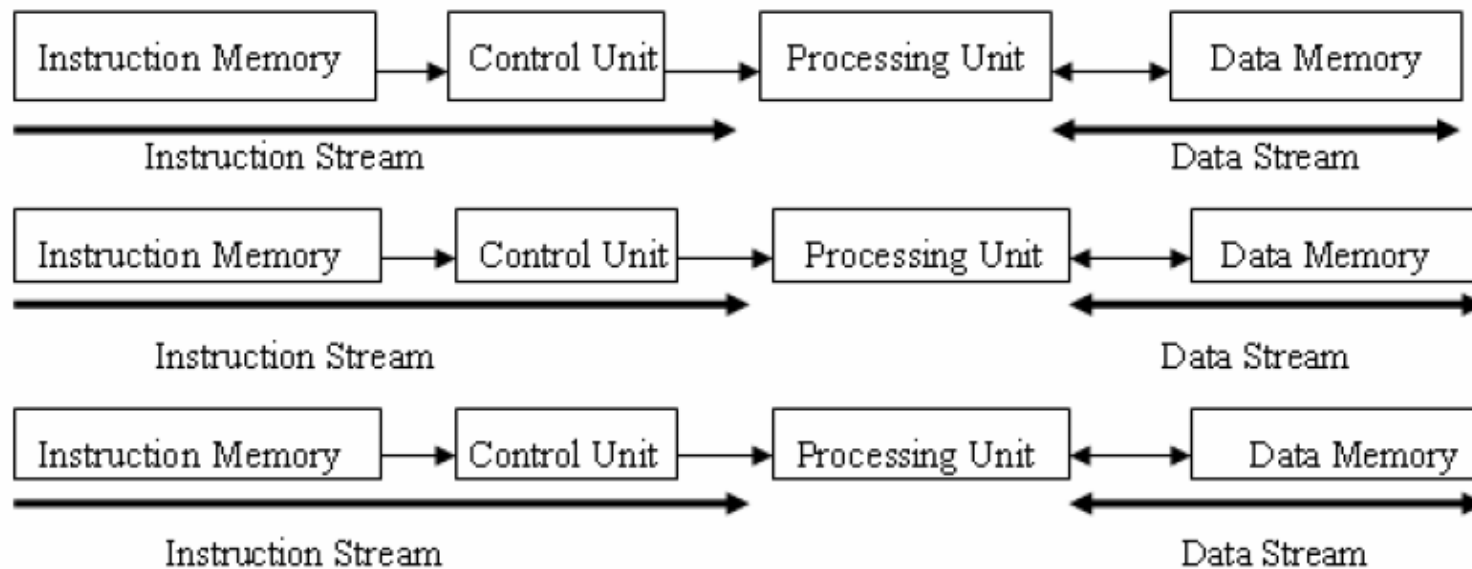 Instruction Memory Control Unit Processing Unit Data Memory
Instruction Stream Data Stream
Instruction Memory Control Unit Processing Unit Data Memory
Instruction Stream Data Stream
Instruction Memory Control Unit Processing Unit Data Memory
Instruction Stream Data Stream